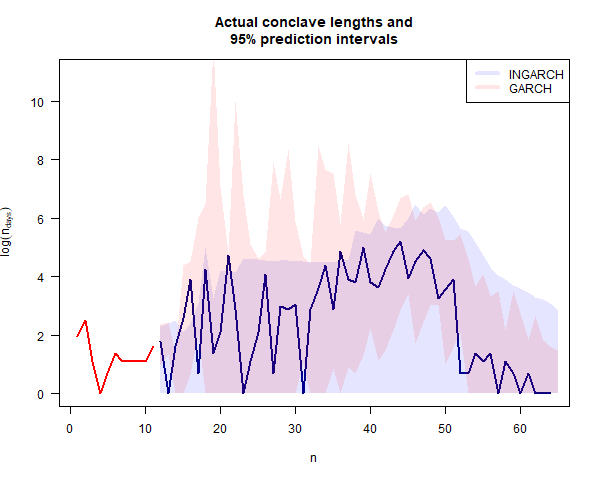 Actual conclave lengths and
95% prediction intervals
INGARCH
GARCH
10
8
6
4
2
0
log(n_days)
0 10 20 30 40 50 60
n